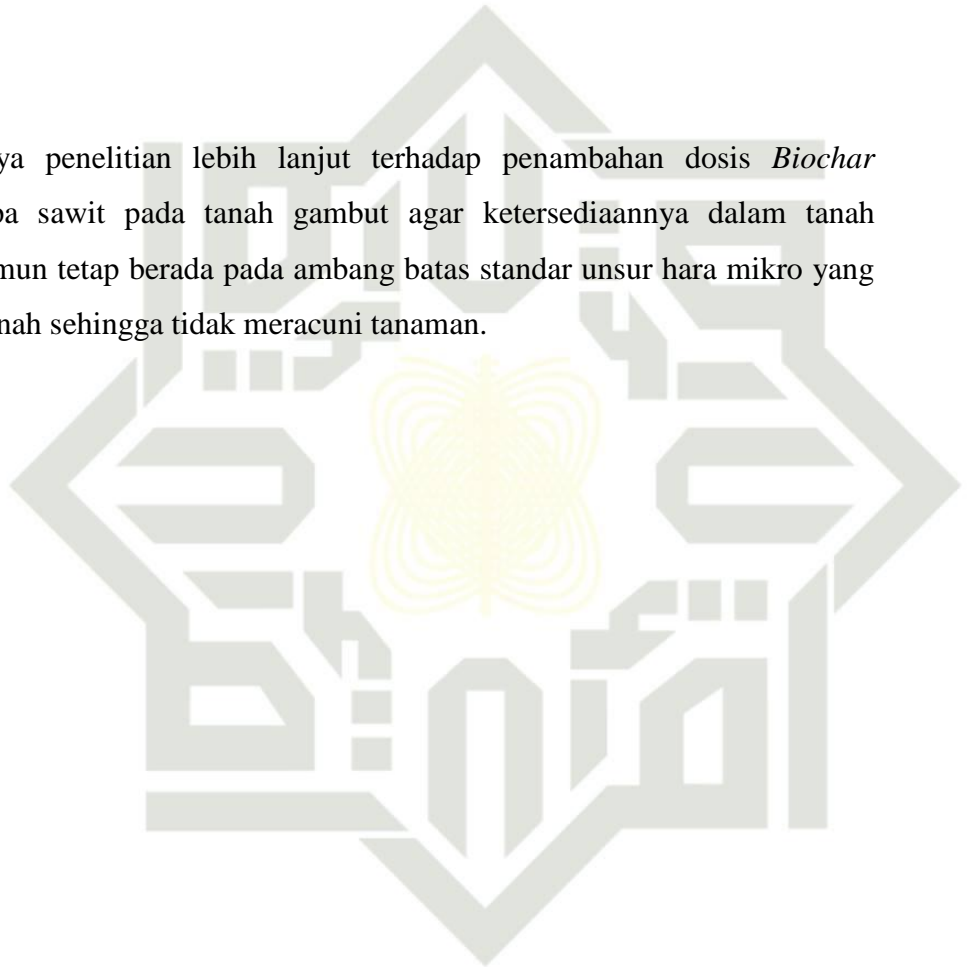 ya penelitian lebih lanjut terhadap penambahan dosis Biochar
pa sawit pada tanah gambut agar ketersediaannya dalam tanah
mun tetap berada pada ambang batas standar unsur hara mikro yang
nah sehingga tidak meracuni tanaman.